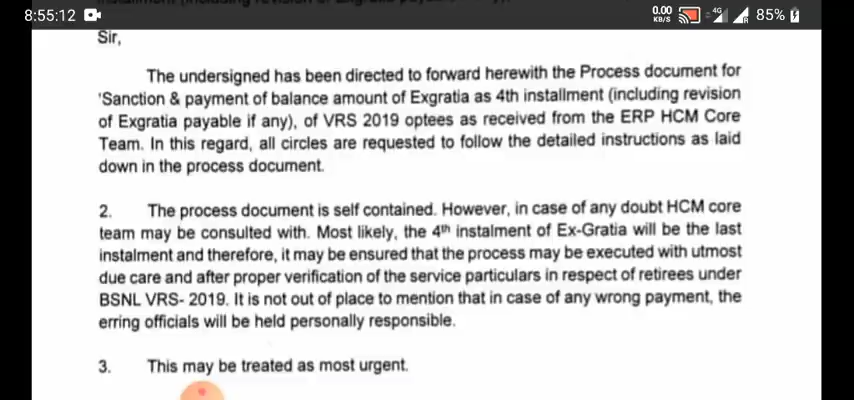 8:55:12
0.00
KB/S
4G
R
85%
Sir,
The undersigned has been directed to forward herewith the Process document for
'Sanction & payment of balance amount of Exgratia as 4th installment (including revision
of Exgratia payable if any), of VRS 2019 optees as received from the ERP HCM Core
Team. In this regard, all circles are requested to follow the detailed instructions as laid
down in the process document.
2. The process document is self contained. However, in case of any doubt HCM core
team may be consulted with. Most likely, the 4th instalment of Ex-Gratia will be the last
instalment and therefore, it may be ensured that the process may be executed with utmost
due care and after proper verification of the service particulars in respect of retirees under
BSNL VRS- 2019. It is not out of place to mention that in case of any wrong payment, the
erring officials will be held personally responsible.
3. This may be treated as most urgent.